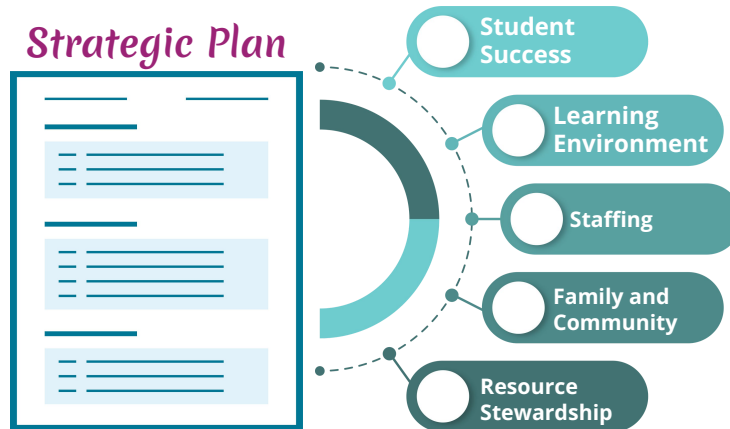 Strategic Plan
Student
Success
Learning
Environment
Staffing
Family and
Community
Resource
Stewardship